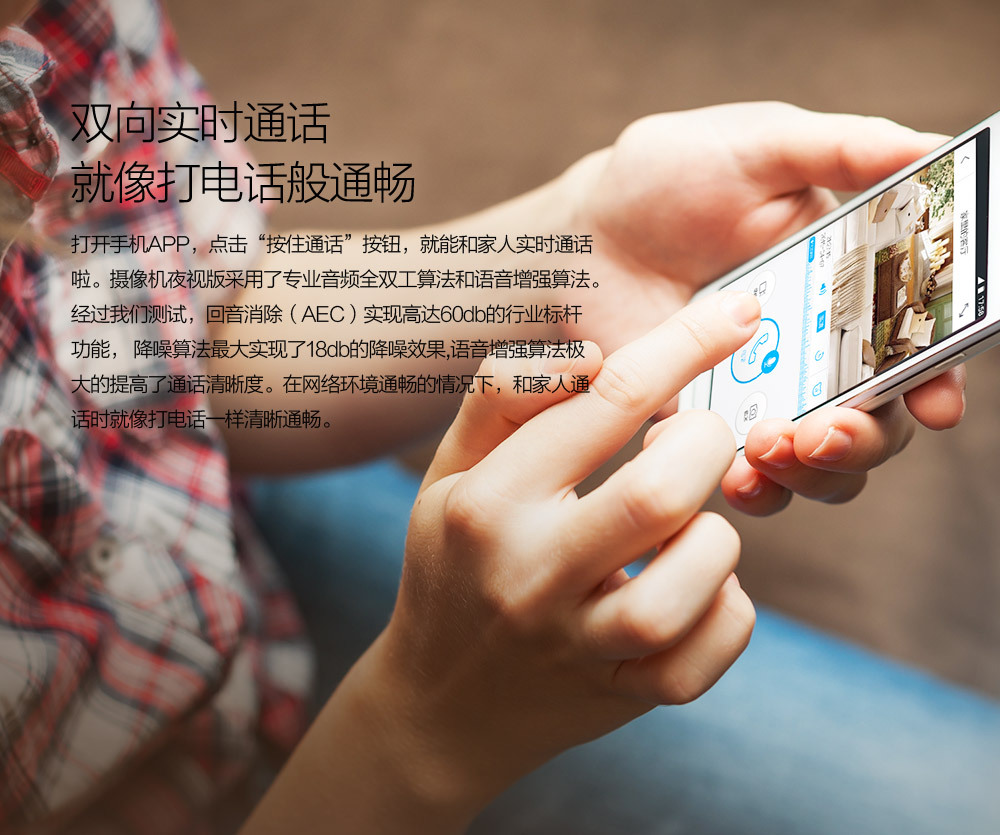 双向实时通话
就像打电话般通畅
打开手机APP，点击“按住通话”按钮，就能和家人实时通话
啦。摄像机夜视版采用了专业音频全双工算法和语音增强算法。
经过我们测试，回音消除（AEC）实现高达60db的行业标杆
功能， 降噪算法最大实现了18db的降噪效果,语音增强算法极
大的提高了通话清晰度。在网络环境通畅的情况下，和家人通
话时就像打电话一样清晰通畅。
17:58